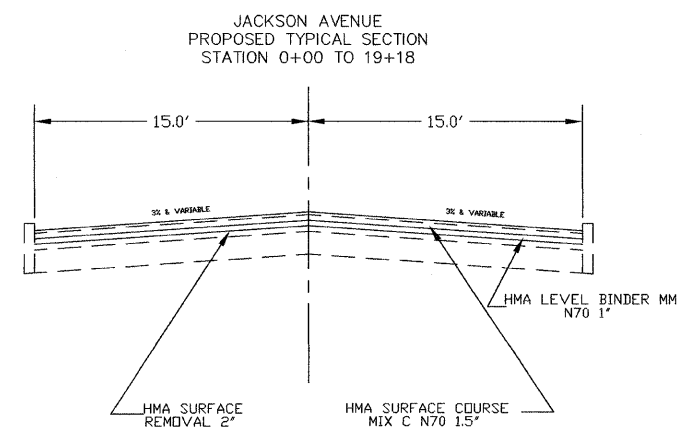 JACKSON AVENUE
PROPOSED TYPICAL SECTION
STATION 0+00 TO 19+18
15.0' 15.0'
3% & VARIABLE 3% & VARIABLE
HMA LEVEL BINDER MM
N70 1"
HMA SURFACE
REMOVAL 2"
HMA SURFACE COURSE
MIX C N70 1.5"